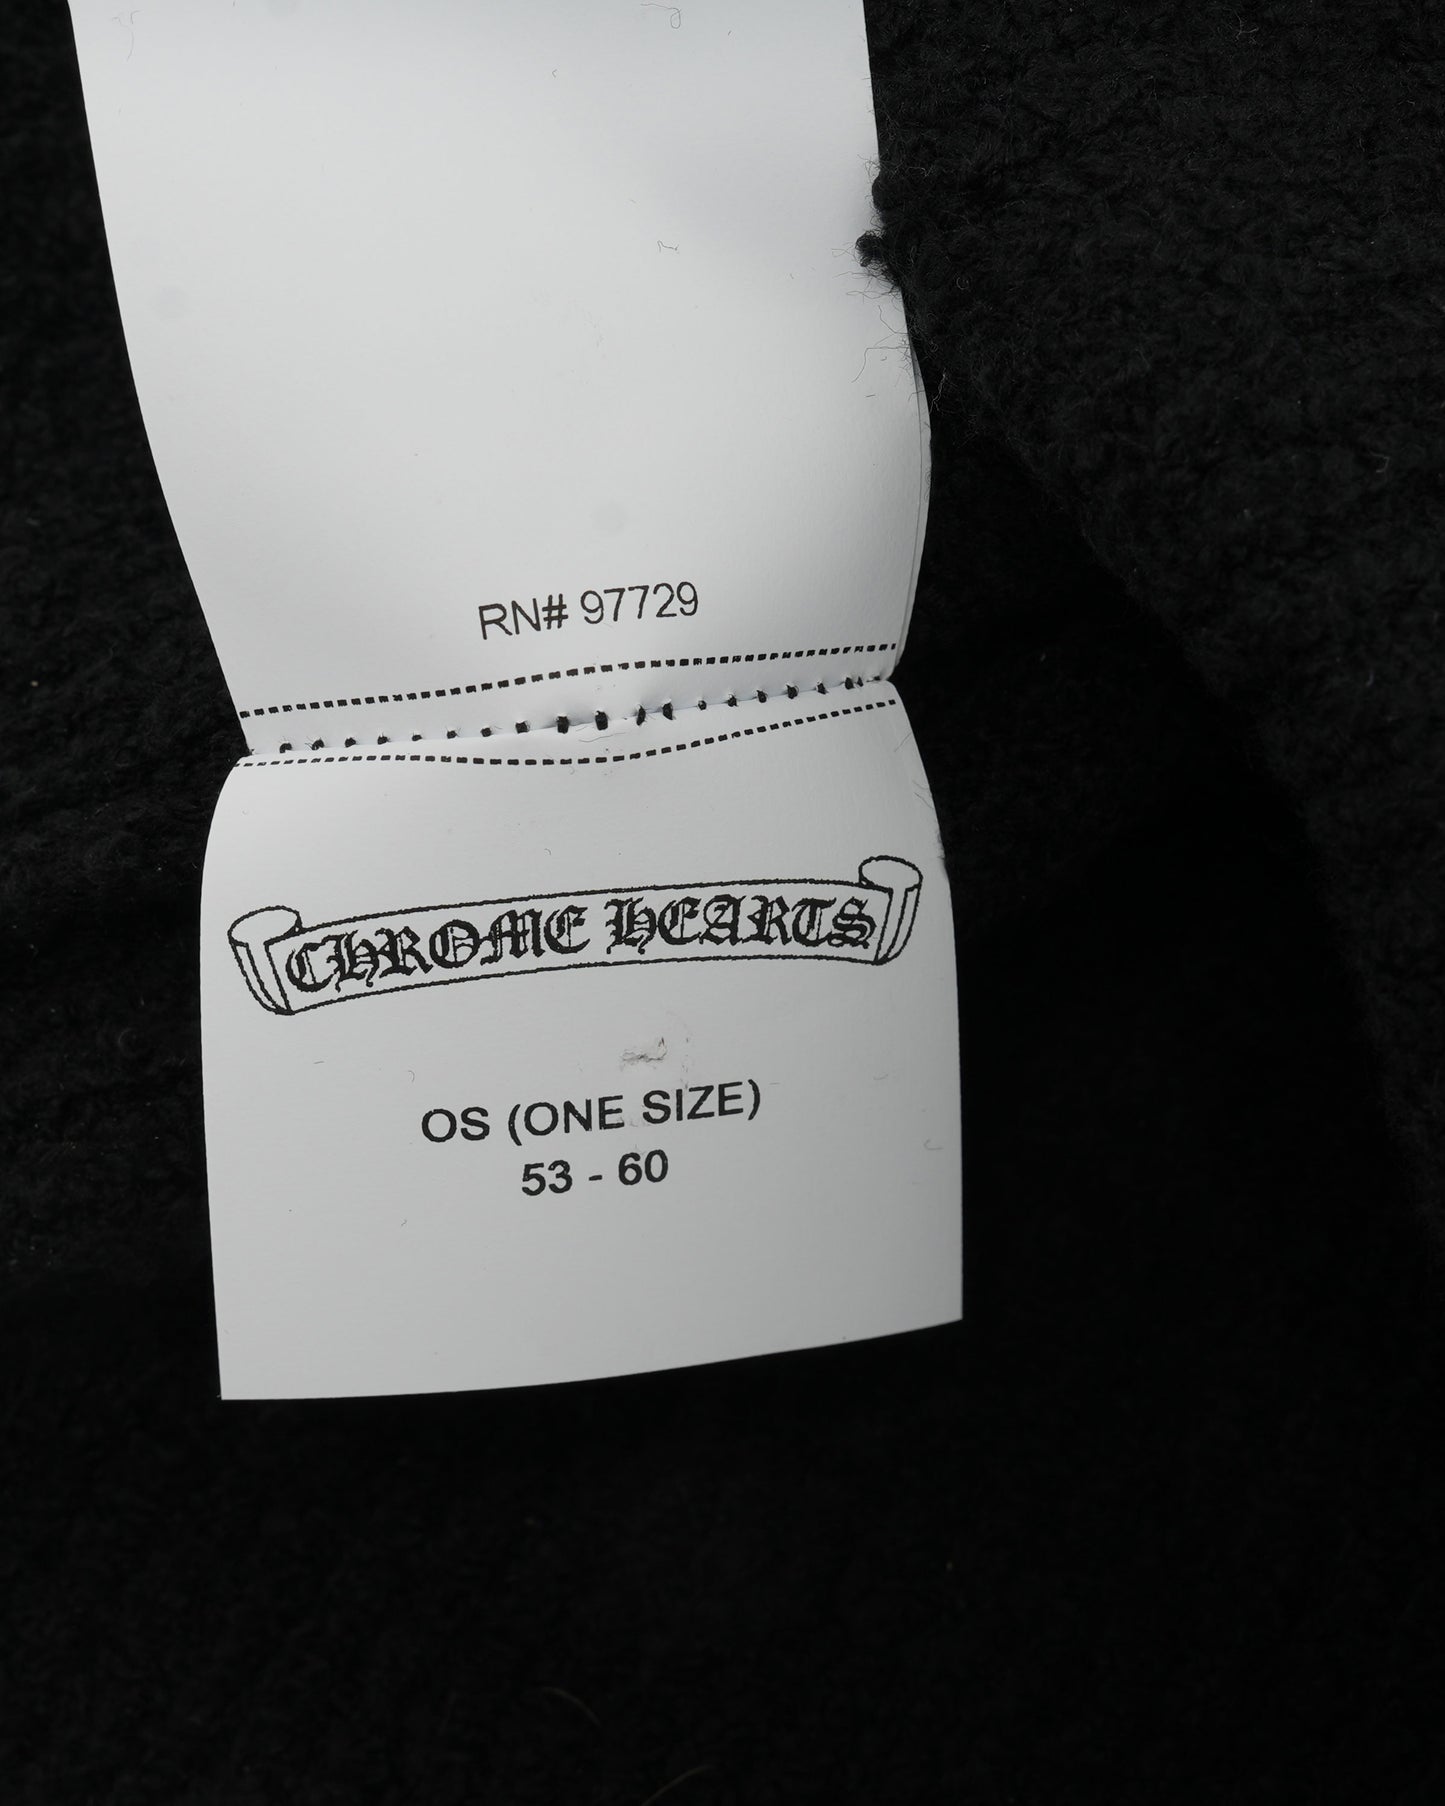 RN# 97729
CHROME HEARTS
OS (ONE SIZE)
53 - 60